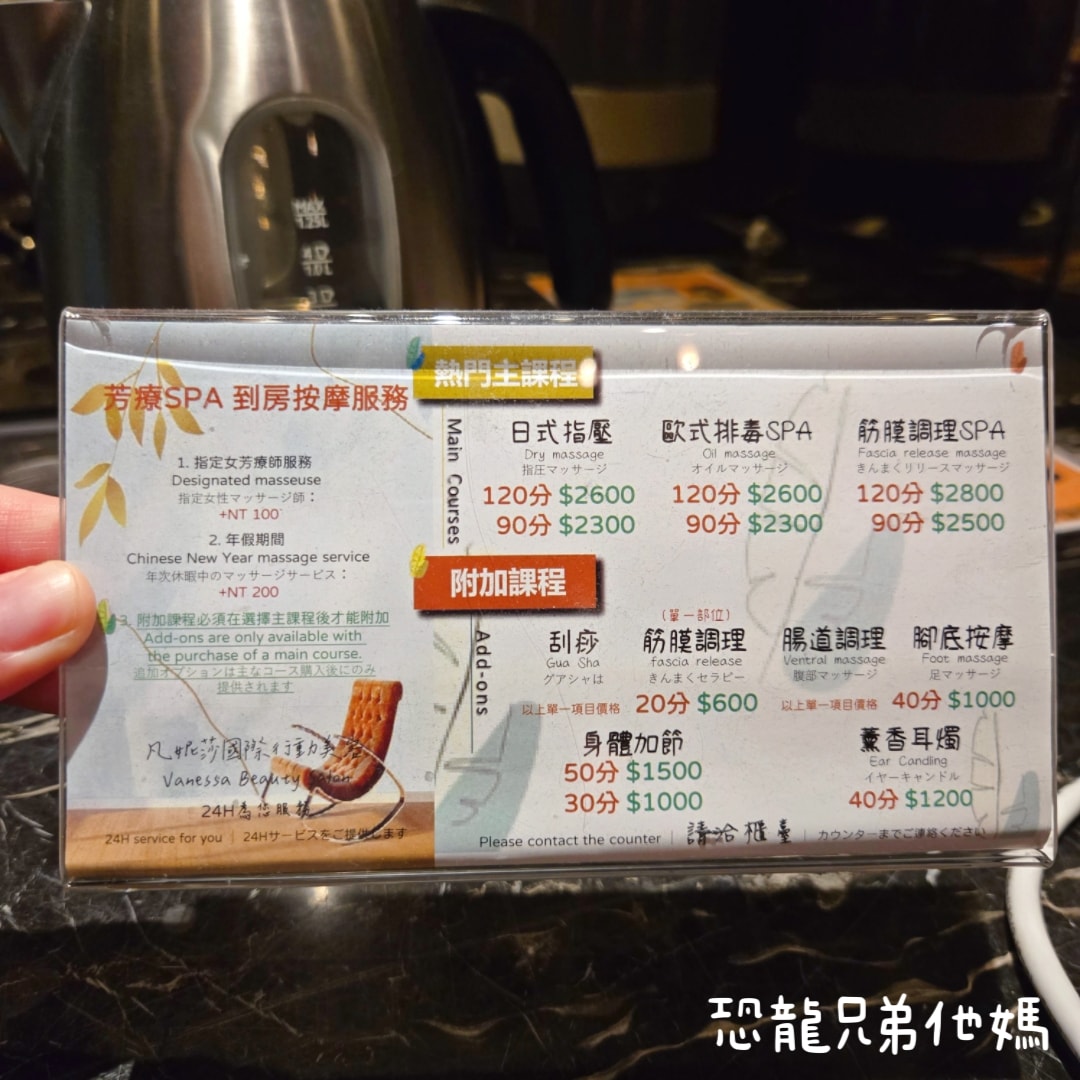 MAX
1.0L
芳療SPA 到房按摩服務
1. 指定女芳療師服務
Designated masseuse
指定女性マッサージ師：
+NT 100
2. 年假期間
Chinese New Year massage service
年次休暇中のマッサージサービス：
+NT 200
3. 附加課程必須在選擇主課程後才能附加
Add-ons are only available with
the purchase of a main course.
追加オプションは主なコース購入後にのみ
提供されます
凡妮莎國際行動美容
Vanessa Beauty Salon
24H為您服務
24H service for you | 24Hサービスをご提供します
熱門主課程
Main Courses
日式指壓
Dry massage
指圧マッサージ
120分 $2600
90分 $2300
歐式排毒SPA
Oil massage
オイルマッサージ
120分 $2600
90分 $2300
筋膜調理SPA
Fascia release massage
きんまくリリースマッサージ
120分 $2800
90分 $2500
附加課程
Add-ons
刮痧
Gua Sha
グアシャは
(單一部位)
筋膜調理
fascia release
きんまくセラピー
腸道調理
Ventral massage
腹部マッサージ
腳底按摩
Foot massage
足マッサージ
以上單一項目價格 20分 $600
以上單一項目價格 40分 $1000
身體加節
50分 $1500
30分 $1000
薰香耳燭
Ear Candling
イヤーキャンドル
40分 $1200
Please contact the counter | 請洽櫃臺 | カウンターまでご連絡ください
恐龍兄弟他媽